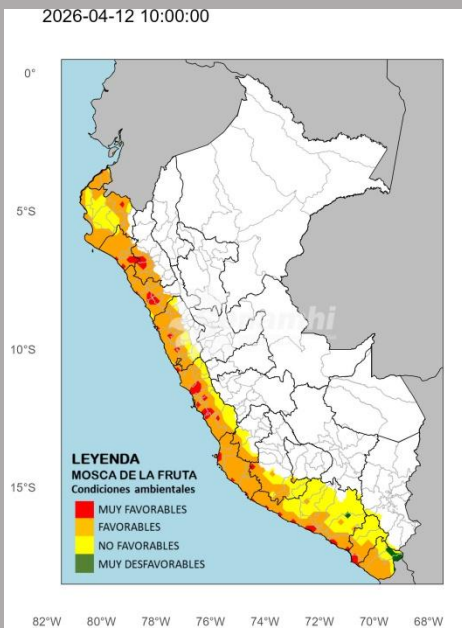 2026-04-12 10:00:00
0°
5°S
10°S
15°S
senamhi
LEYENDA
MOSCA DE LA FRUTA
Condiciones ambientales
MUY FAVORABLES
FAVORABLES
NO FAVORABLES
MUY DESFAVORABLES
82°W 80°W 78°W 76°W 74°W 72°W 70°W 68°W